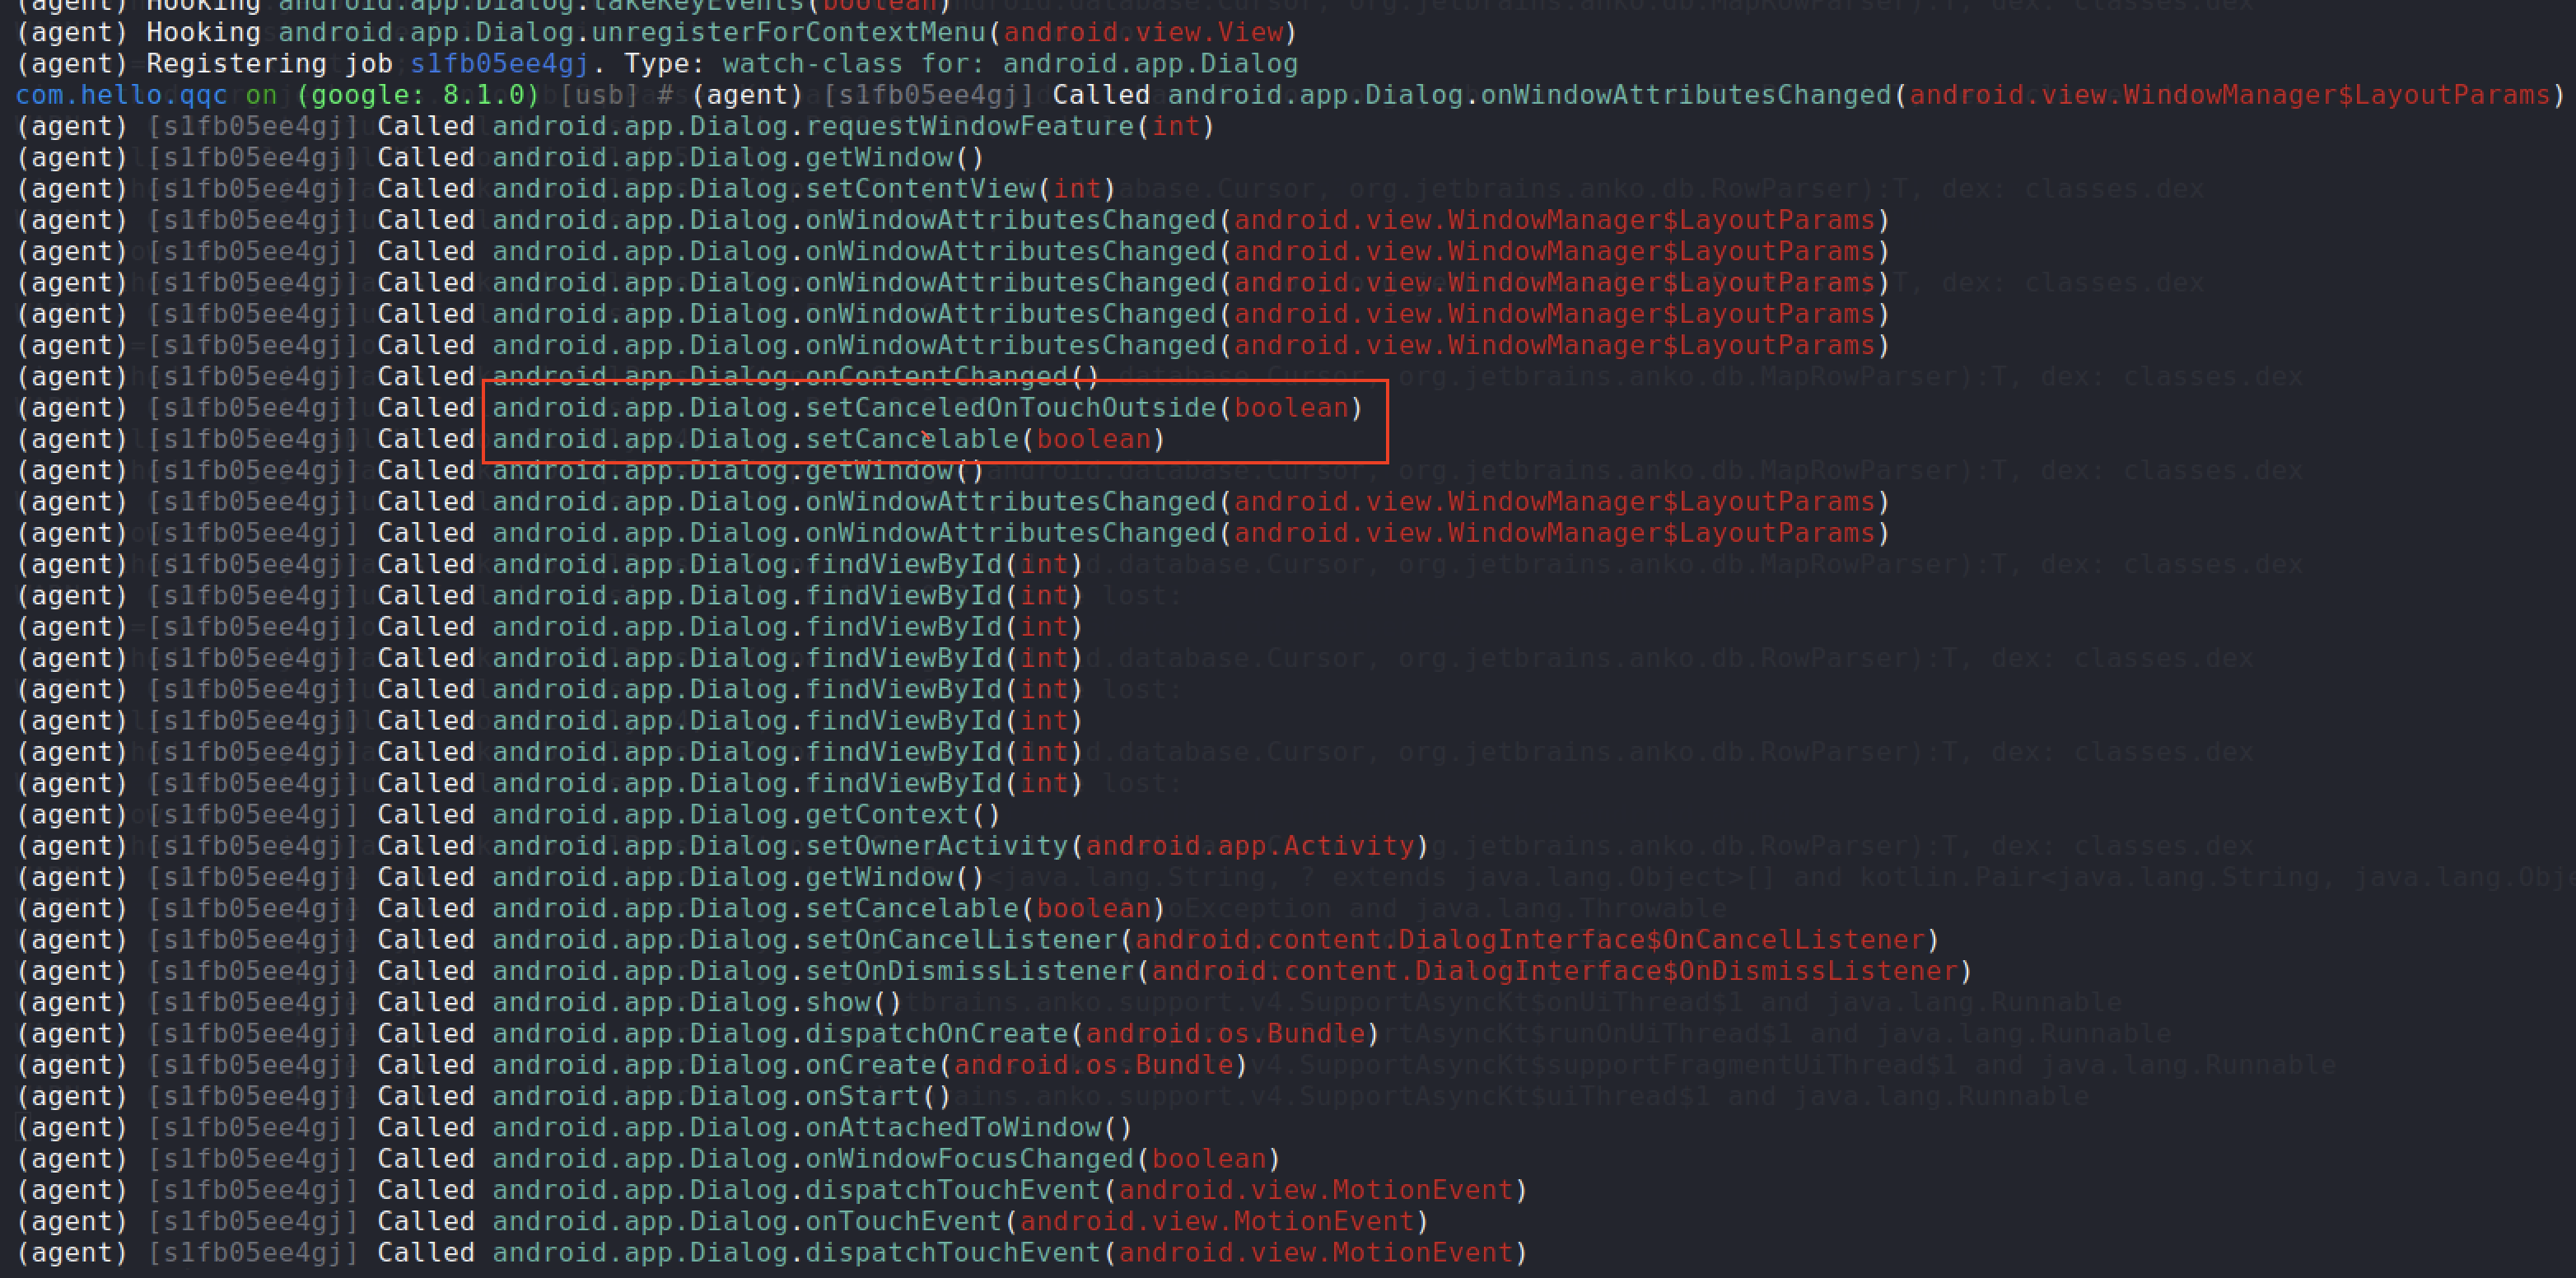 (agent) Hooking android.app.Dialog.takeKeyEvents(boolean)
(agent) Hooking android.app.Dialog.unregisterForContextMenu(android.view.View)
(agent) Registering job s1fb05ee4gj. Type: watch-class for: android.app.Dialog
com.hello.qqc on (google: 8.1.0) [usb] # (agent) [s1fb05ee4gj] Called android.app.Dialog.onWindowAttributesChanged(android.view.WindowManager$LayoutParams)
(agent) [s1fb05ee4gj] Called android.app.Dialog.requestWindowFeature(int)
(agent) [s1fb05ee4gj] Called android.app.Dialog.getWindow()
(agent) [s1fb05ee4gj] Called android.app.Dialog.setContentView(int)
(agent) [s1fb05ee4gj] Called android.app.Dialog.onWindowAttributesChanged(android.view.WindowManager$LayoutParams)
(agent) [s1fb05ee4gj] Called android.app.Dialog.onWindowAttributesChanged(android.view.WindowManager$LayoutParams)
(agent) [s1fb05ee4gj] Called android.app.Dialog.onWindowAttributesChanged(android.view.WindowManager$LayoutParams)
(agent) [s1fb05ee4gj] Called android.app.Dialog.onWindowAttributesChanged(android.view.WindowManager$LayoutParams)
(agent) [s1fb05ee4gj] Called android.app.Dialog.onWindowAttributesChanged(android.view.WindowManager$LayoutParams)
(agent) [s1fb05ee4gj] Called android.app.Dialog.onContentChanged()
(agent) [s1fb05ee4gj] Called android.app.Dialog.setCanceledOnTouchOutside(boolean)
(agent) [s1fb05ee4gj] Called android.app.Dialog.setCancelable(boolean)
(agent) [s1fb05ee4gj] Called android.app.Dialog.getWindow()
(agent) [s1fb05ee4gj] Called android.app.Dialog.onWindowAttributesChanged(android.view.WindowManager$LayoutParams)
(agent) [s1fb05ee4gj] Called android.app.Dialog.onWindowAttributesChanged(android.view.WindowManager$LayoutParams)
(agent) [s1fb05ee4gj] Called android.app.Dialog.findViewById(int)
(agent) [s1fb05ee4gj] Called android.app.Dialog.findViewById(int)
(agent) [s1fb05ee4gj] Called android.app.Dialog.findViewById(int)
(agent) [s1fb05ee4gj] Called android.app.Dialog.findViewById(int)
(agent) [s1fb05ee4gj] Called android.app.Dialog.findViewById(int)
(agent) [s1fb05ee4gj] Called android.app.Dialog.findViewById(int)
(agent) [s1fb05ee4gj] Called android.app.Dialog.findViewById(int)
(agent) [s1fb05ee4gj] Called android.app.Dialog.findViewById(int)
(agent) [s1fb05ee4gj] Called android.app.Dialog.getContext()
(agent) [s1fb05ee4gj] Called android.app.Dialog.setOwnerActivity(android.app.Activity)
(agent) [s1fb05ee4gj] Called android.app.Dialog.getWindow()
(agent) [s1fb05ee4gj] Called android.app.Dialog.setCancelable(boolean)
(agent) [s1fb05ee4gj] Called android.app.Dialog.setOnCancelListener(android.content.DialogInterface$OnCancelListener)
(agent) [s1fb05ee4gj] Called android.app.Dialog.setOnDismissListener(android.content.DialogInterface$OnDismissListener)
(agent) [s1fb05ee4gj] Called android.app.Dialog.show()
(agent) [s1fb05ee4gj] Called android.app.Dialog.dispatchOnCreate(android.os.Bundle)
(agent) [s1fb05ee4gj] Called android.app.Dialog.onCreate(android.os.Bundle)
(agent) [s1fb05ee4gj] Called android.app.Dialog.onStart()
(agent) [s1fb05ee4gj] Called android.app.Dialog.onAttachedToWindow()
(agent) [s1fb05ee4gj] Called android.app.Dialog.onWindowFocusChanged(boolean)
(agent) [s1fb05ee4gj] Called android.app.Dialog.dispatchTouchEvent(android.view.MotionEvent)
(agent) [s1fb05ee4gj] Called android.app.Dialog.onTouchEvent(android.view.MotionEvent)
(agent) [s1fb05ee4gj] Called android.app.Dialog.dispatchTouchEvent(android.view.MotionEvent)